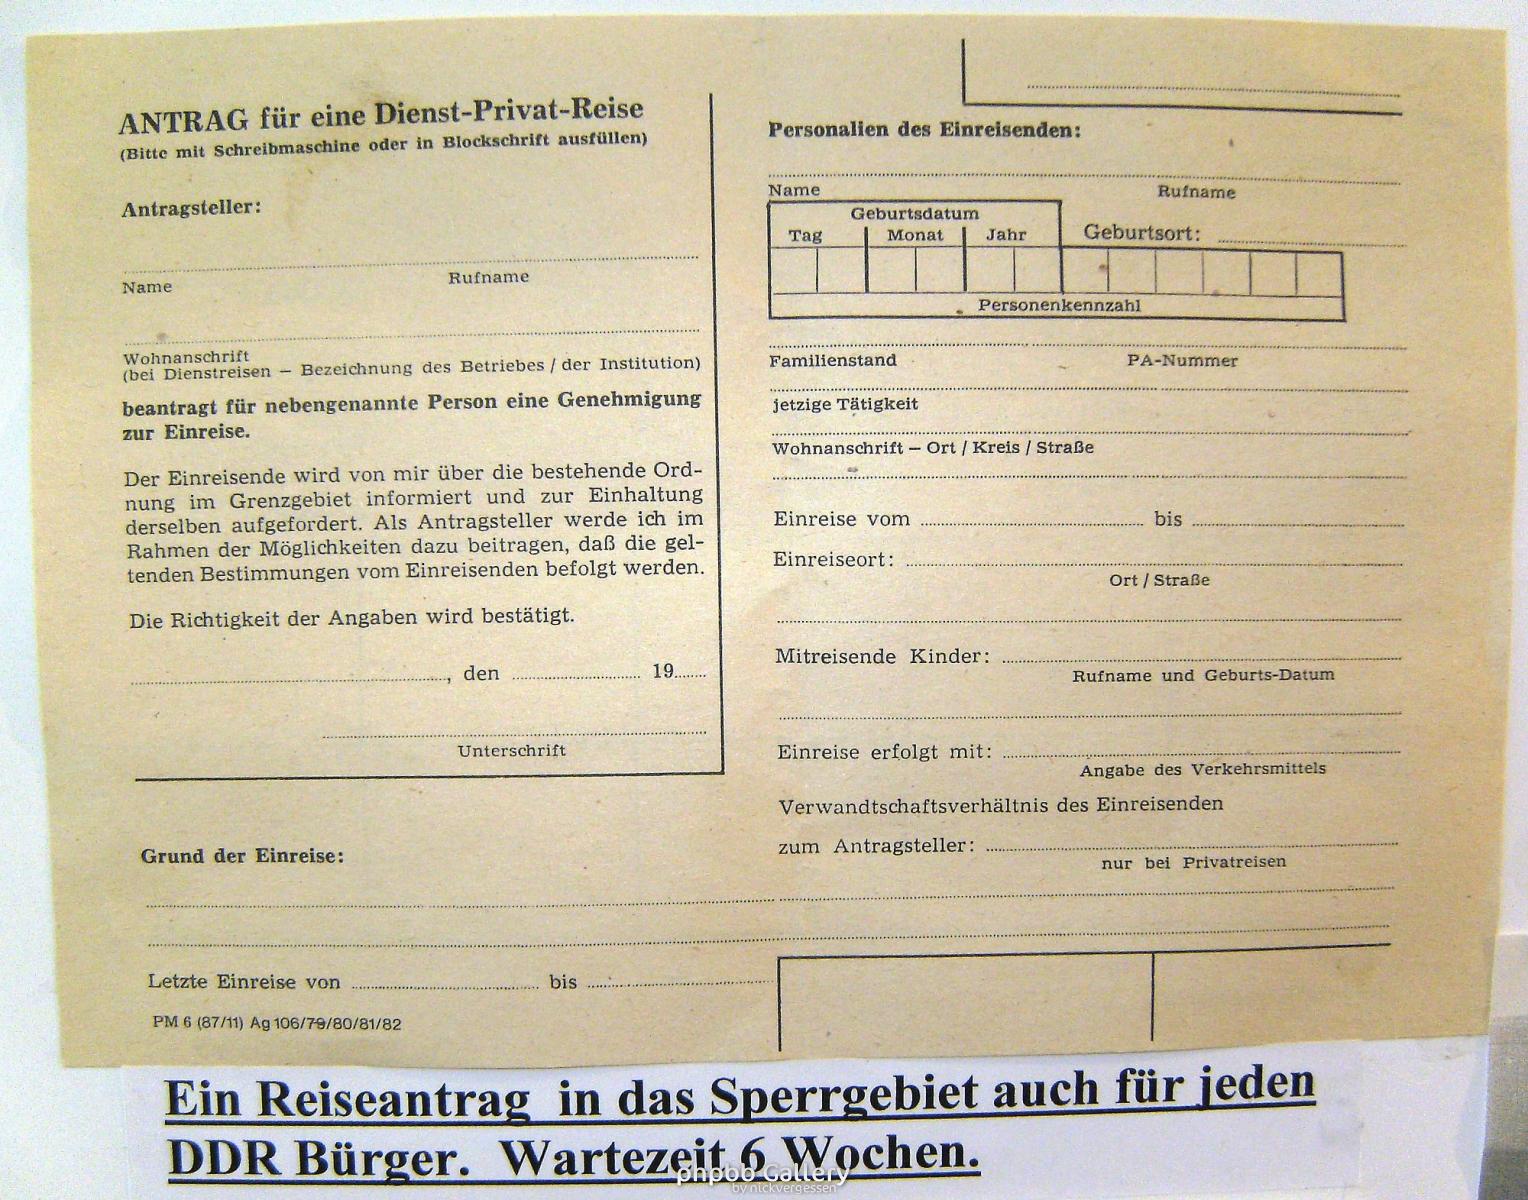 ANTRAG für eine Dienst-Privat-Reise
(Bitte mit Schreibmaschine oder in Blockschrift ausfüllen)
Antragsteller:
Name Rufname
Wohnanschrift
(bei Dienstreisen — Bezeichnung des Betriebes / der Institution)
beantragt für nebengenannte Person eine Genehmigung
zur Einreise.
Der Einreisende wird von mir über die bestehende Ord-
nung im Grenzgebiet informiert und zur Einhaltung
derselben aufgefordert. Als Antragsteller werde ich im
Rahmen der Möglichkeiten dazu beitragen, daß die gel-
tenden Bestimmungen vom Einreisenden befolgt werden.
Die Richtigkeit der Angaben wird bestätigt.
, den 19
Unterschrift
Personalien des Einreisenden:
Name Rufname
Geburtsdatum
Tag Monat Jahr Geburtsort:
Personenkennzahl
Familienstand PA-Nummer
jetzige Tätigkeit
Wohnanschrift — Ort / Kreis / Straße
Einreise vom bis
Einreiseort:
Ort / Straße
Mitreisende Kinder:
Rufname und Geburts-Datum
Einreise erfolgt mit:
Angabe des Verkehrsmittels
Verwandtschaftsverhältnis des Einreisenden
zum Antragsteller:
nur bei Privatreisen
Grund der Einreise:
Letzte Einreise von bis
PM 6 (87/11) Ag 106/79/80/81/82
Ein Reiseantrag in das Sperrgebiet auch für jeden
DDR Bürger. Wartezeit 6 Wochen.
phpbb Gallery
by nickvergessen